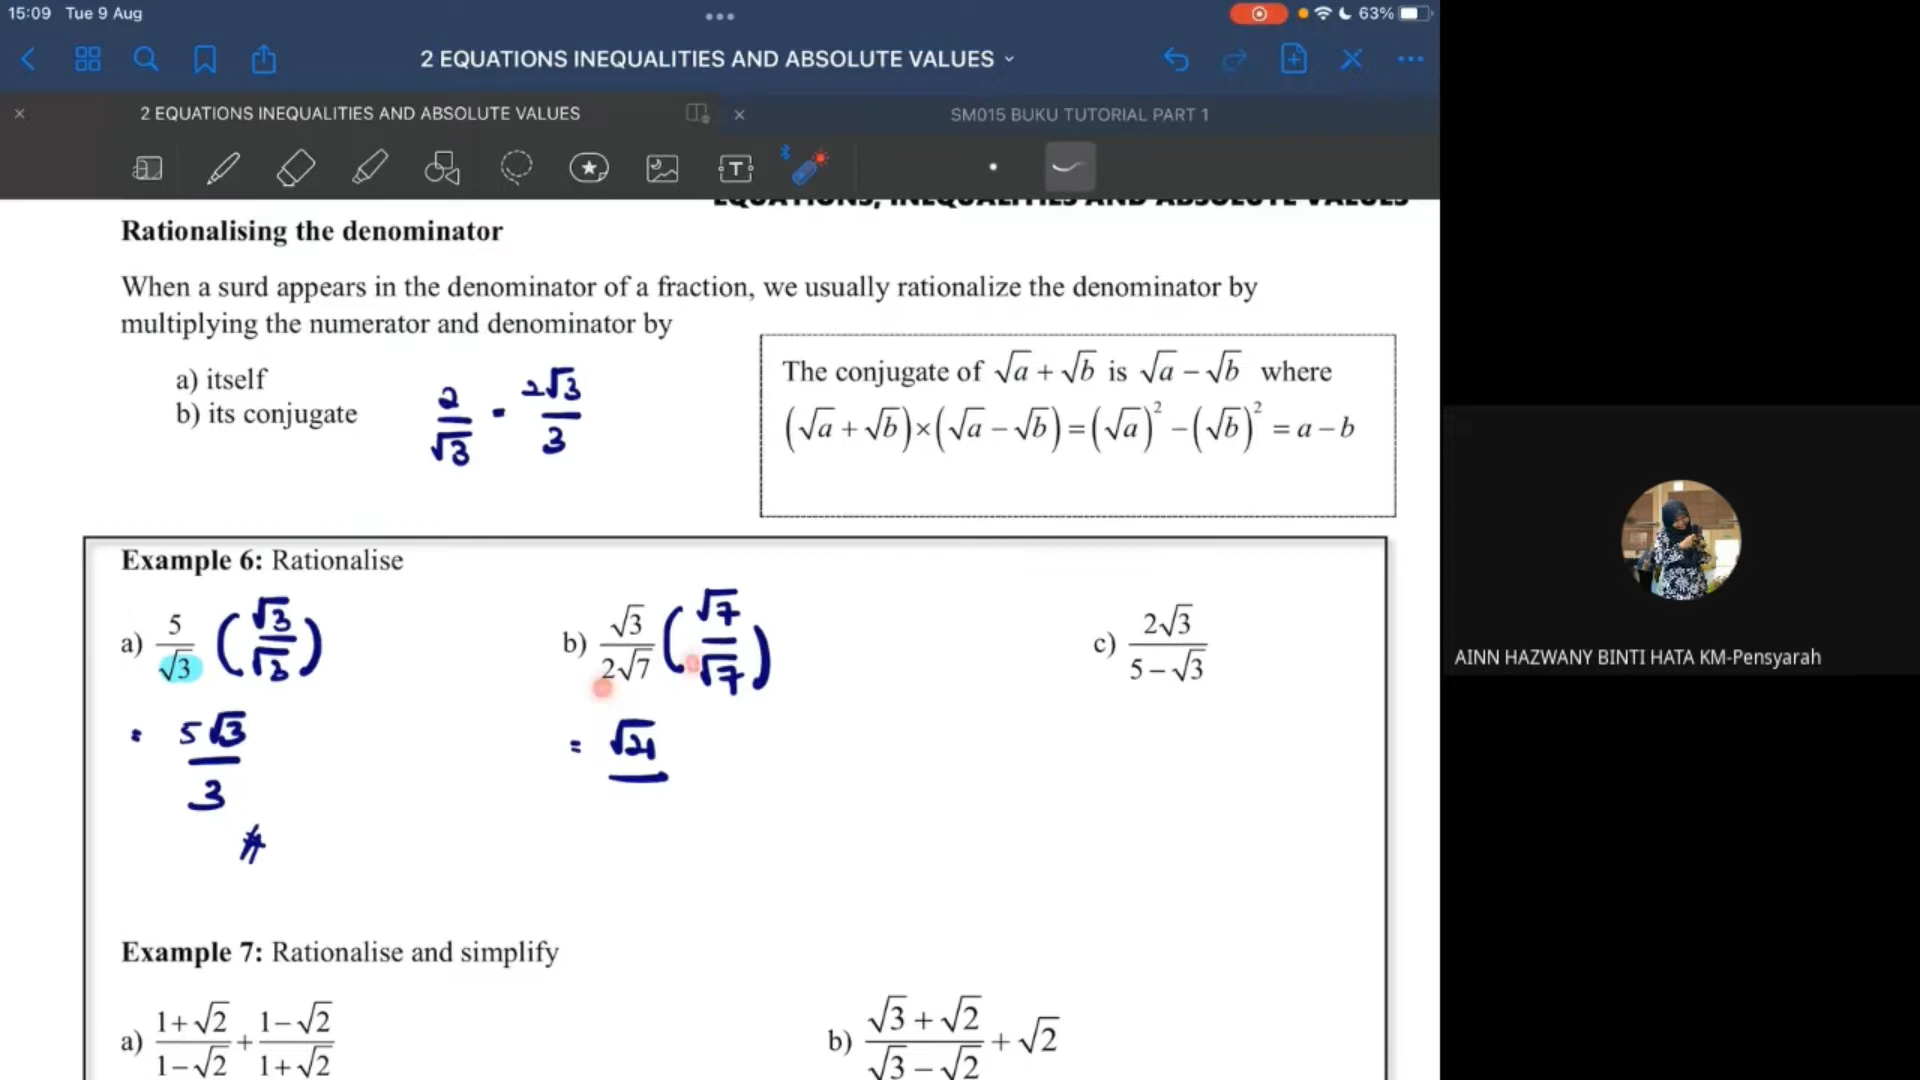 15:09 Tue 9 Aug
63%
2 EQUATIONS INEQUALITIES AND ABSOLUTE VALUES
2 EQUATIONS INEQUALITIES AND ABSOLUTE VALUES
SM015 BUKU TUTORIAL PART 1
EQUATIONS, INEQUALITIES AND ABSOLUTE VALUES
Rationalising the denominator
When a surd appears in the denominator of a fraction, we usually rationalize the denominator by
multiplying the numerator and denominator by
a) itself
b) its conjugate
2/√3 = 2√3/3
The conjugate of √a + √b is √a − √b where
(√a + √b)×(√a − √b) = (√a)² − (√b)² = a − b
Example 6: Rationalise
a) 5/√3 (√3/√3)
= 5√3/3
b) √3/2√7 (√7/√7)
= √21
c) 2√3/5 − √3
AINN HAZWANY BINTI HATA KM-Pensyarah
Example 7: Rationalise and simplify
a) 1+√2/1−√2 + 1−√2/1+√2
b) √3 + √2/√3 − √2 + √2